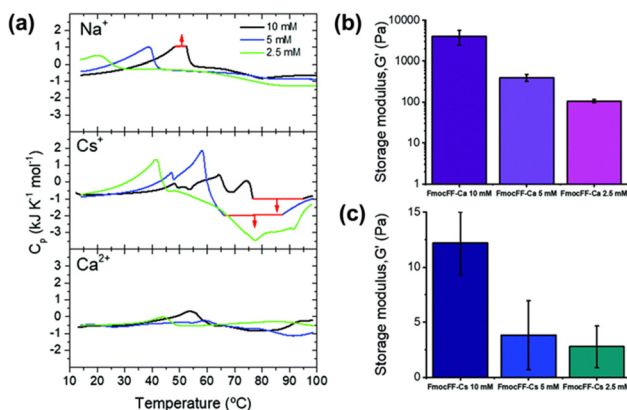 (a)
Na+
10 mM
5 mM
2.5 mM
3
2
1
0
-1
-2
Cs+
3
2
1
0
-1
-2
-3
Ca2+
3
2
1
0
-1
-2
Cp (kJ K-1 mol-1)
10 20 30 40 50 60 70 80 90 100
Temperature (ºC)
(b)
Storage modulus,G' (Pa)
10000
1000
100
10
1
FmocFF-Ca 10 mM FmocFF-Ca 5 mM FmocFF-Ca 2.5 mM
(c)
Storage modulus,G' (Pa)
15
10
5
0
FmocFF-Cs 10 mM FmocFF-Cs 5 mM FmocFF-Cs 2.5 mM